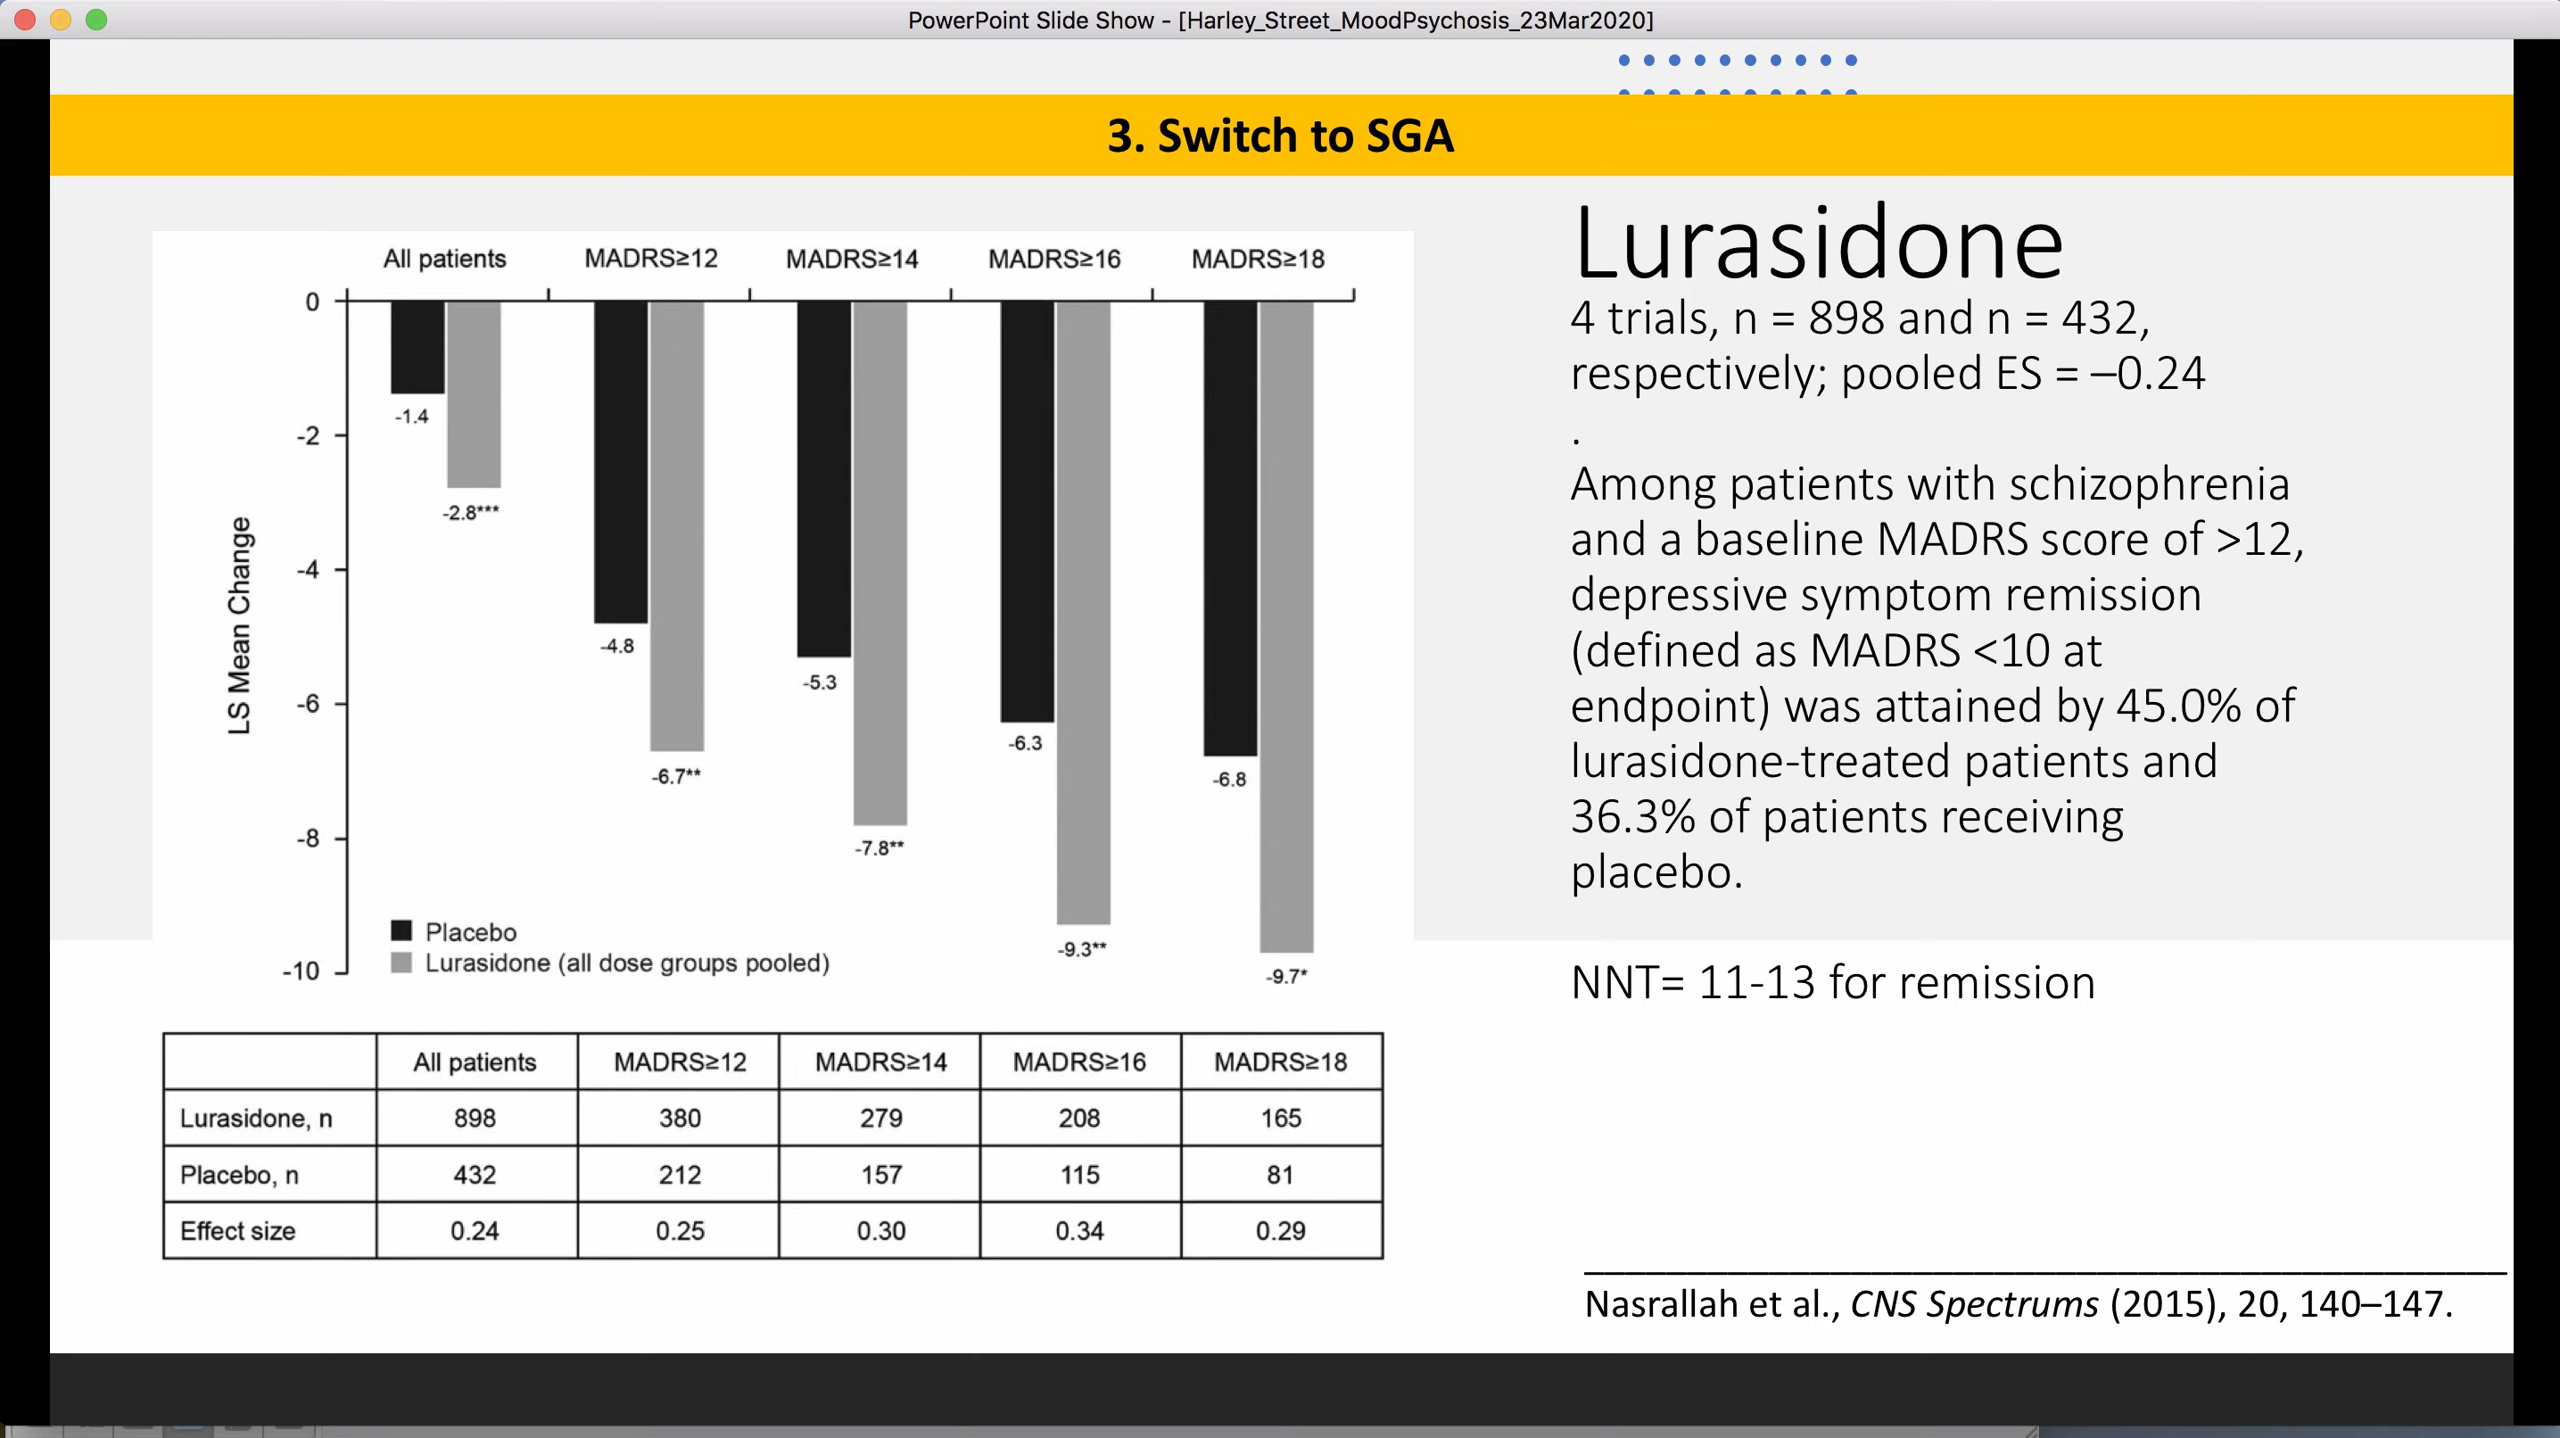 PowerPoint Slide Show - [Harley_Street_MoodPsychosis_23Mar2020]
3. Switch to SGA
All patients MADRS≥12 MADRS≥14 MADRS≥16 MADRS≥18
0
-2
-4
-6
-8
-10
LS Mean Change
-1.4
-2.8***
-4.8
-6.7**
-5.3
-7.8**
-6.3
-9.3**
-6.8
-9.7*
Placebo
Lurasidone (all dose groups pooled)
All patients MADRS≥12 MADRS≥14 MADRS≥16 MADRS≥18
Lurasidone, n 898 380 279 208 165
Placebo, n 432 212 157 115 81
Effect size 0.24 0.25 0.30 0.34 0.29
Lurasidone
4 trials, n = 898 and n = 432,
respectively; pooled ES = –0.24
.
Among patients with schizophrenia
and a baseline MADRS score of >12,
depressive symptom remission
(defined as MADRS <10 at
endpoint) was attained by 45.0% of
lurasidone-treated patients and
36.3% of patients receiving
placebo.
NNT= 11-13 for remission
Nasrallah et al., CNS Spectrums (2015), 20, 140–147.